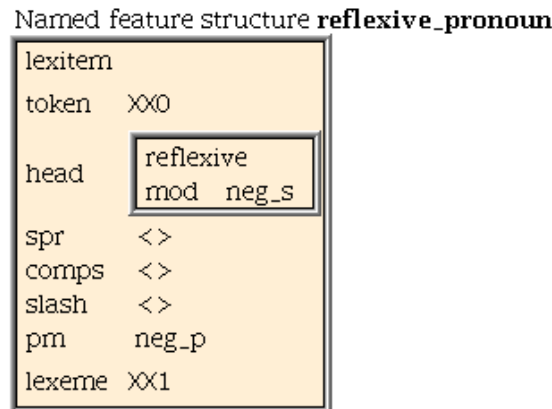 Named feature structure reflexive_pronoun
lexitem
token XX0
head
reflexive
mod neg_s
spr <>
comps <>
slash <>
pm neg_p
lexeme XX1